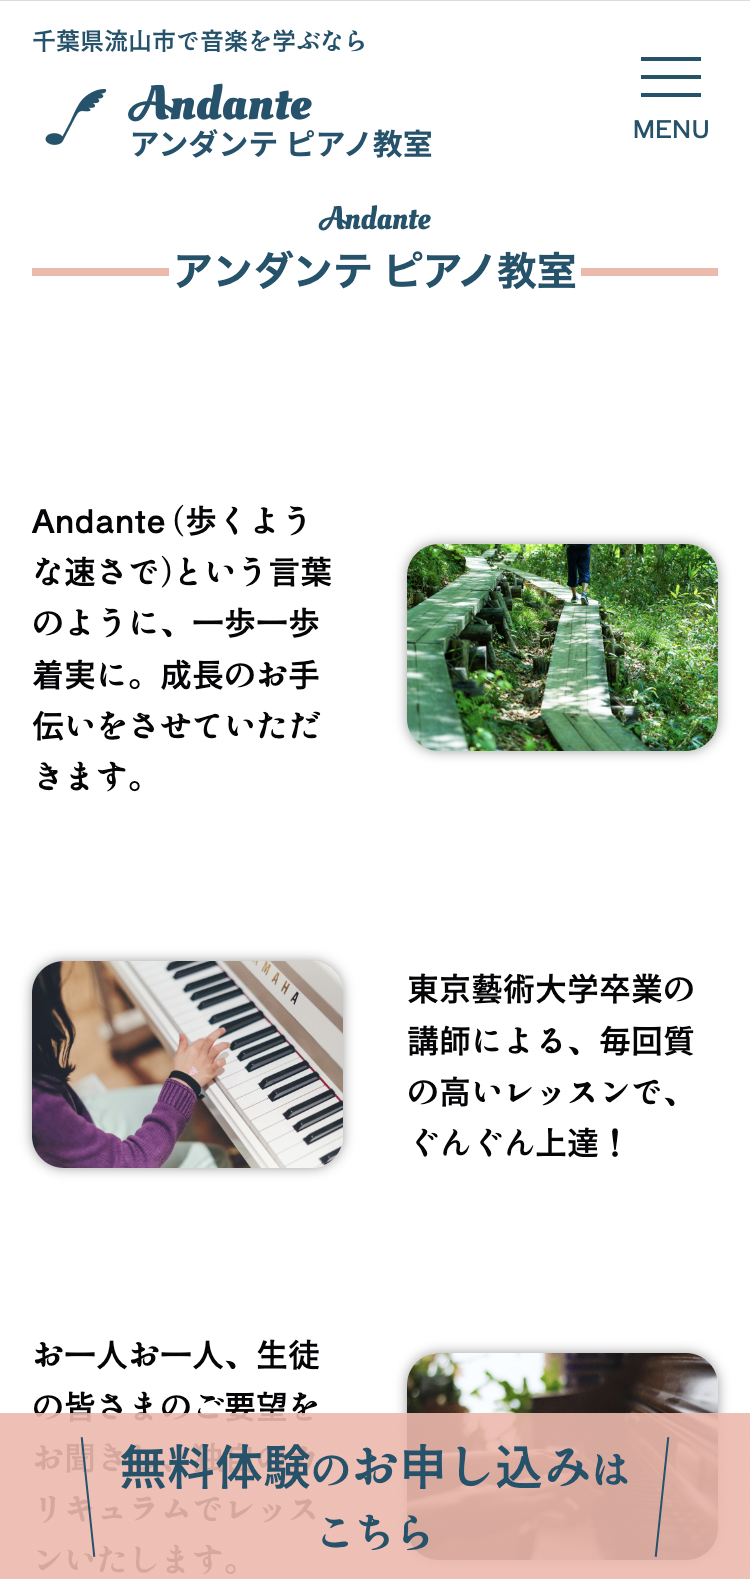 千葉県流山市で音楽を学ぶなら
Andante
アンダンテ ピアノ教室
MENU
Andante
アンダンテ ピアノ教室
Andante (歩くよう
な速さで)という言葉
のように、一歩一歩
着実に。成長のお手
伝いをさせていただ
きます。
YAMAHA
東京藝術大学卒業の
講師による、毎回質
の高いレッスンで、
ぐんぐん上達！
お一人お一人、生徒
の皆さまのご要望を
お聞き
リキュラムでレッス
ンいたします。
無料体験のお申し込みは
こちら